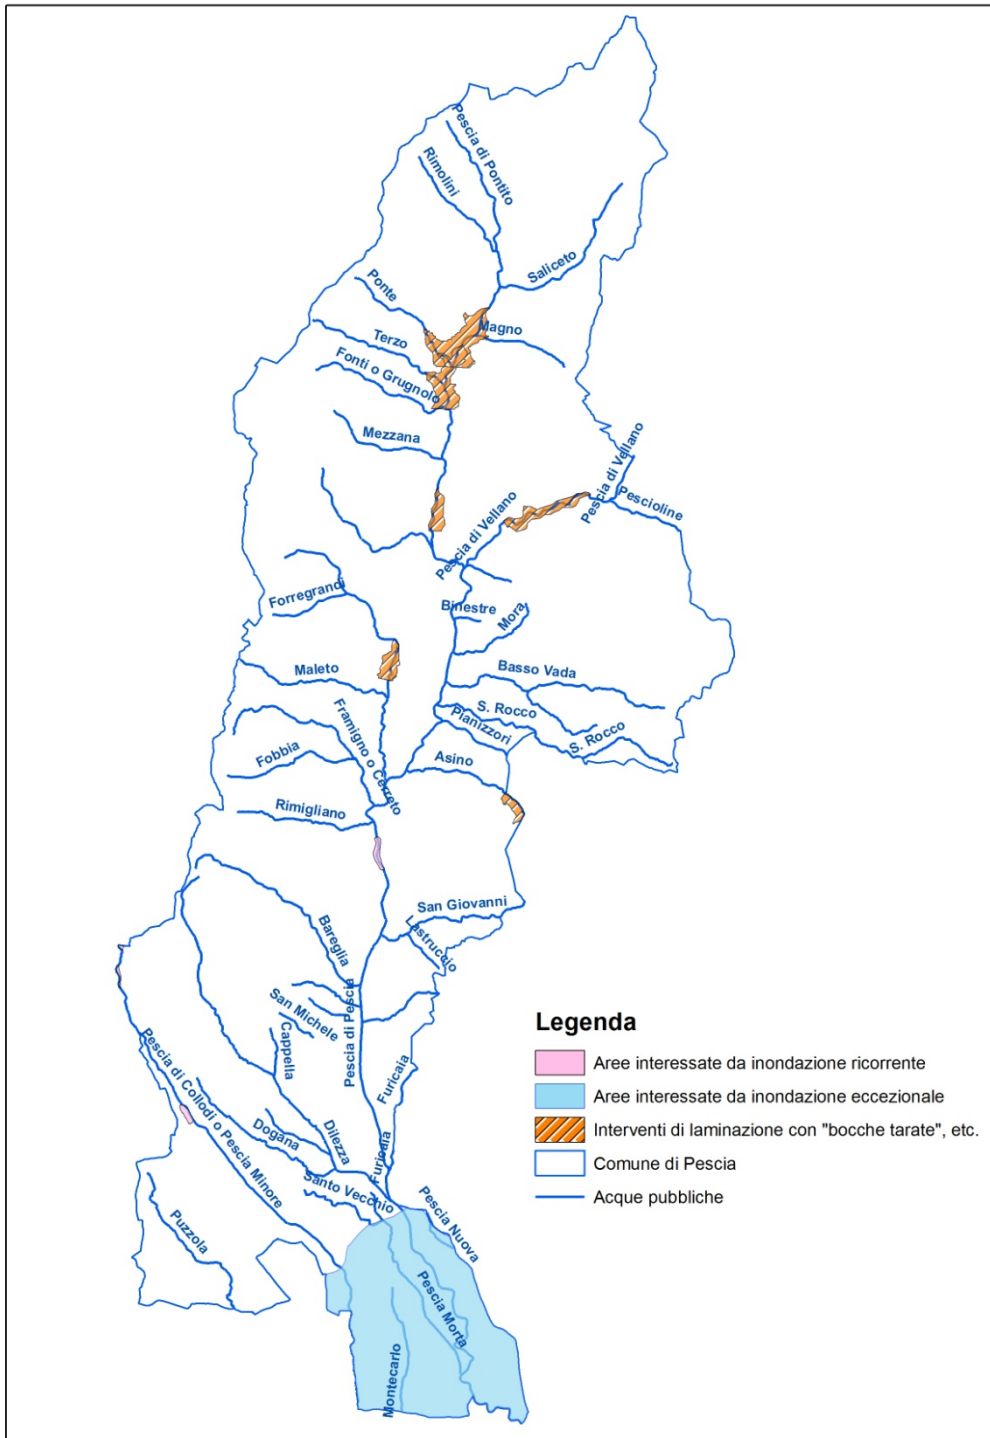 Pescia di Pontito
Rimolini
Saliceto
Ponte
Magno
Terzo
Fonti o Grugnolo
Mezzana
Pescia di Vellano
Pescioline
Pescia di Vellano
Forregrandi
Binestre
Mora
Maleto
Basso Vada
Framigno o Cerreto
S. Rocco
Pianizzori
S. Rocco
Fobbia
Asino
Rimigliano
San Giovanni
Lastruccio
Bareglia
San Michele
Pescia di Pescia
Cappella
Furicaia
Pescia di Collodi o Pescia Minore
Dogana
Dilezza
Furicaia
Santo Vecchio
Pescia Nuova
Puzzola
Pescia Morta
Montecarlo
Legenda
Aree interessate da inondazione ricorrente
Aree interessate da inondazione eccezionale
Interventi di laminazione con "bocche tarate", etc.
Comune di Pescia
Acque pubbliche